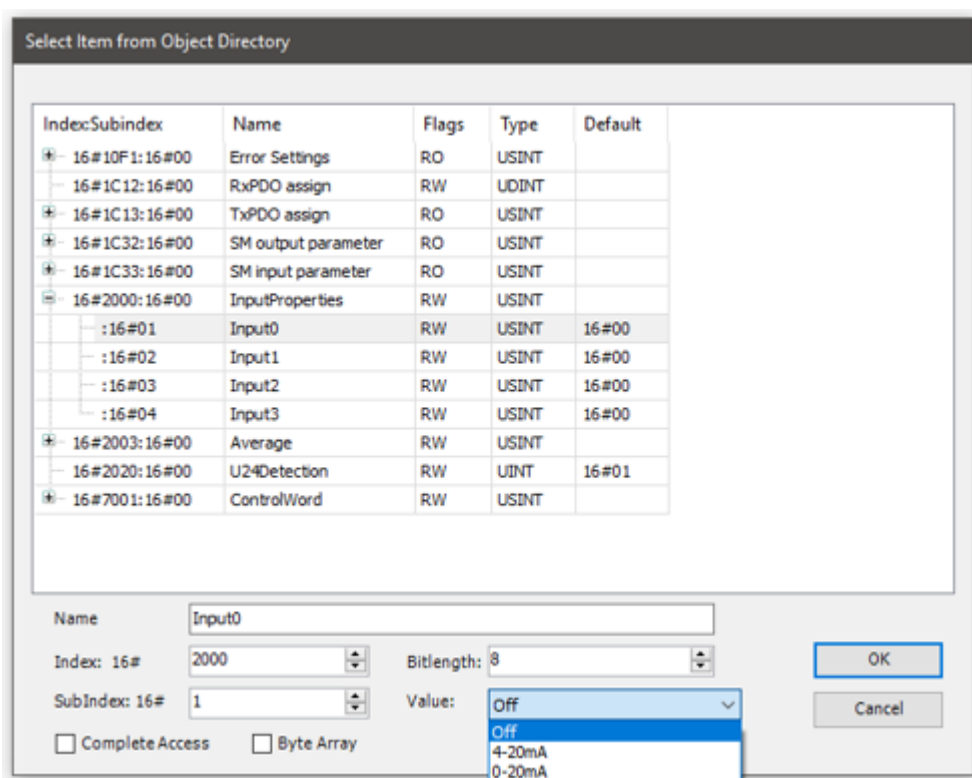 Select Item from Object Directory
Index:Subindex Name Flags Type Default
16#10F1:16#00 Error Settings RO USINT
16#1C12:16#00 RxPDO assign RW UDINT
16#1C13:16#00 TxPDO assign RO USINT
16#1C32:16#00 SM output parameter RO USINT
16#1C33:16#00 SM input parameter RO USINT
16#2000:16#00 InputProperties RW USINT
:16#01 Input0 RW USINT 16#00
:16#02 Input1 RW USINT 16#00
:16#03 Input2 RW USINT 16#00
:16#04 Input3 RW USINT 16#00
16#2003:16#00 Average RW USINT
16#2020:16#00 U24Detection RW UINT 16#01
16#7001:16#00 ControlWord RW USINT
Name Input0
Index: 16# 2000 Bitlength: 8 OK
SubIndex: 16# 1 Value: Off Cancel
Off
Complete Access Byte Array 4-20mA
0-20mA